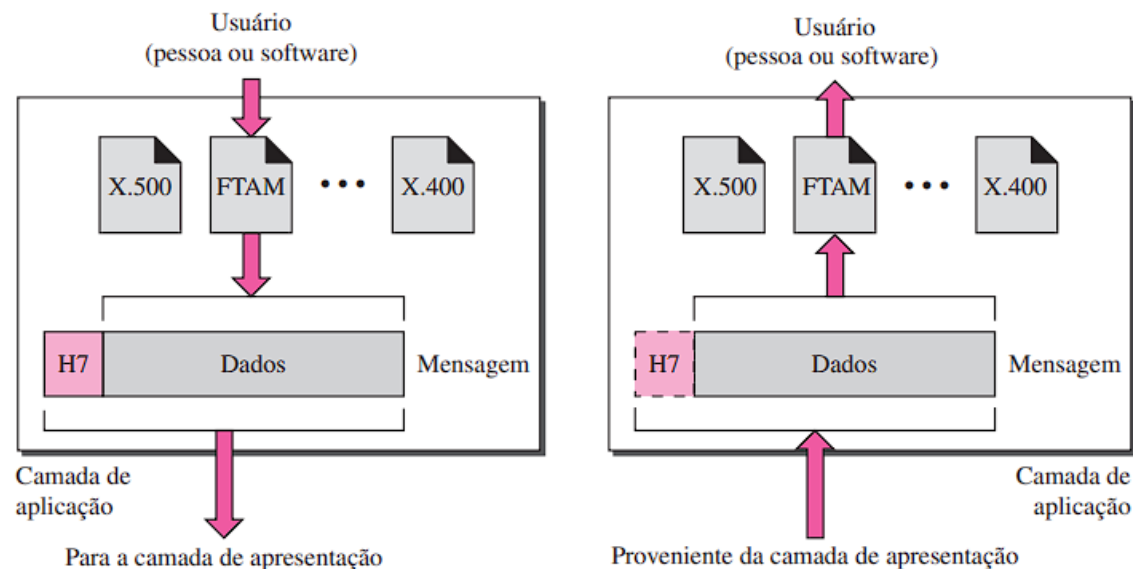 Usuário
(pessoa ou software)
X.500
FTAM
•••
X.400
H7
Dados
Mensagem
Camada de
aplicação
Para a camada de apresentação
Usuário
(pessoa ou software)
X.500
FTAM
•••
X.400
H7
Dados
Mensagem
Camada de
aplicação
Proveniente da camada de apresentação